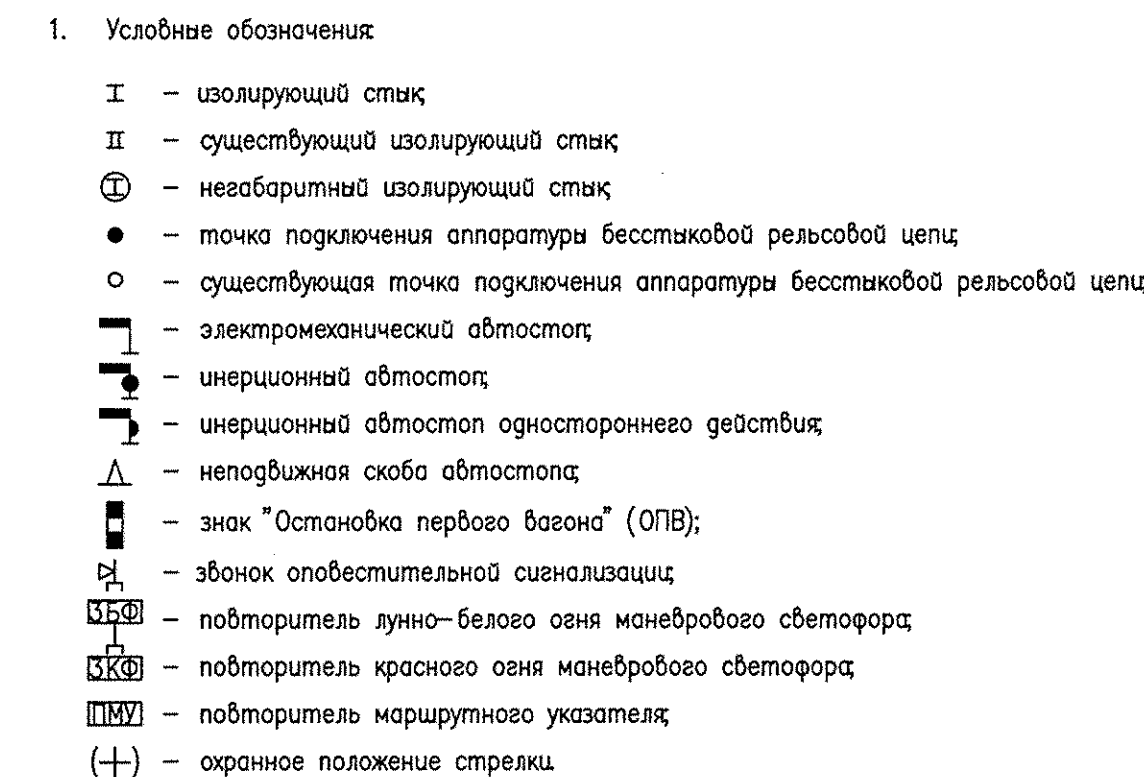 1. Условные обозначения:
I – изолирующий стык;
II – существующий изолирующий стык;
I – негабаритный изолирующий стык;
– точка подключения аппаратуры бесстыковой рельсовой цепи;
– существующая точка подключения аппаратуры бесстыковой рельсовой цепи;
– электромеханический автостоп;
– инерционный автостоп;
– инерционный автостоп одностороннего действия;
– неподвижная скоба автостопа;
– знак "Остановка первого вагона" (ОПВ);
– звонок оповестительной сигнализации;
ЗБФ – повторитель лунно-белого огня маневрового светофора;
ЗКФ – повторитель красного огня маневрового светофора;
ПМУ – повторитель маршрутного указателя;
(+) – охранное положение стрелки.